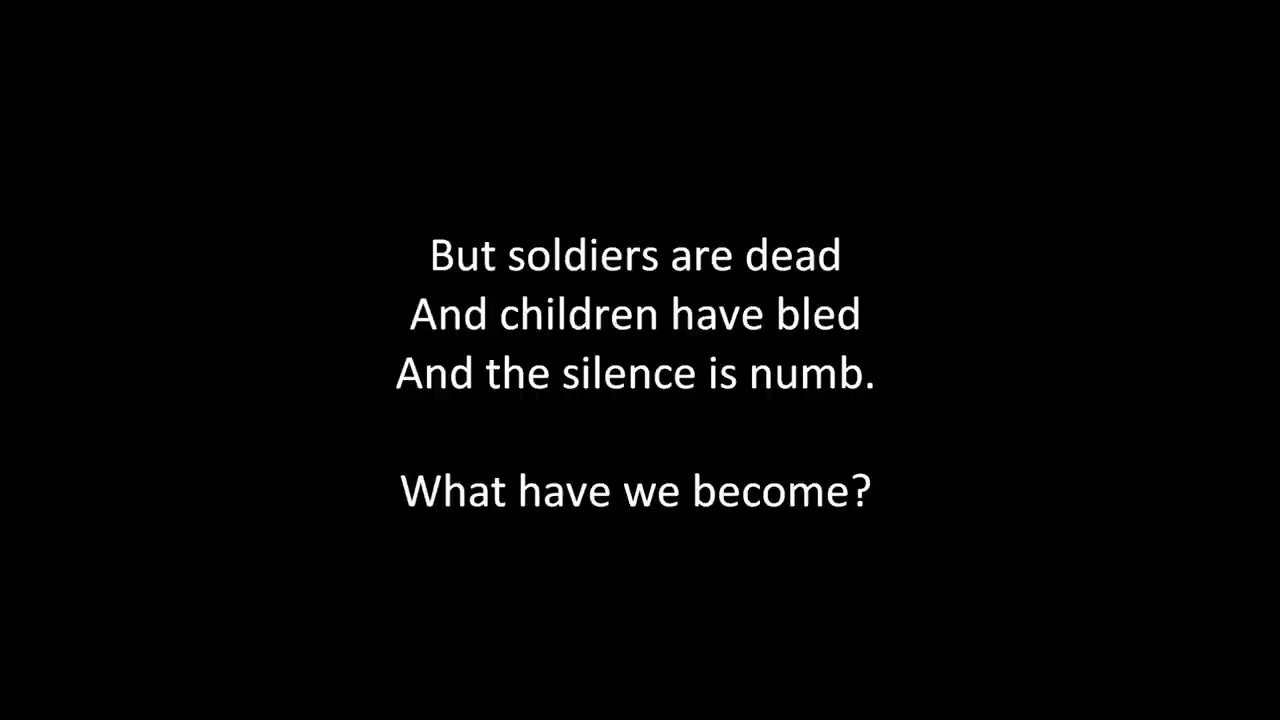 But soldiers are dead
And children have bled
And the silence is numb.
What have we become?